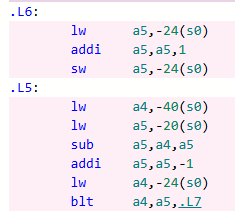 .L6:
lw a5,-24(s0)
addi a5,a5,1
sw a5,-24(s0)
.L5:
lw a4,-40(s0)
lw a5,-20(s0)
sub a5,a4,a5
addi a5,a5,-1
lw a4,-24(s0)
blt a4,a5,.L7